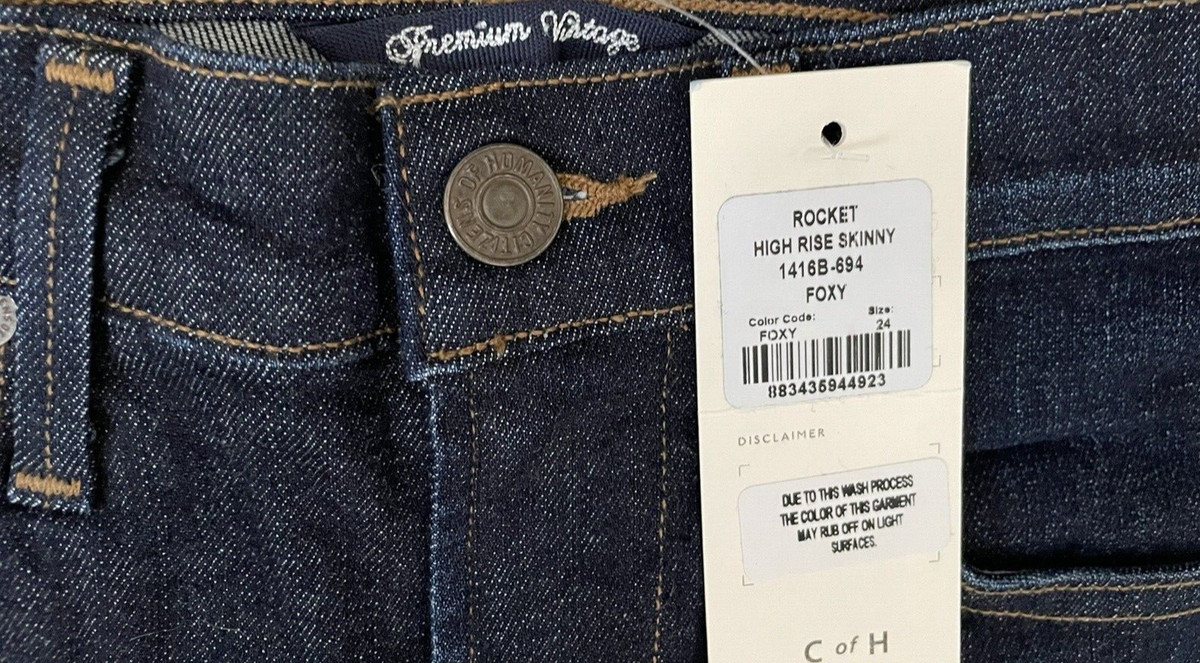 Premium Vintage
CITIZENS OF HUMANITY
ROCKET
HIGH RISE SKINNY
1416B-694
FOXY
Color Code: Size:
FOXY 24
883435944923
DISCLAIMER
DUE TO THIS WASH PROCESS
THE COLOR OF THIS GARMENT
MAY RUB OFF ON LIGHT
SURFACES.
C of H